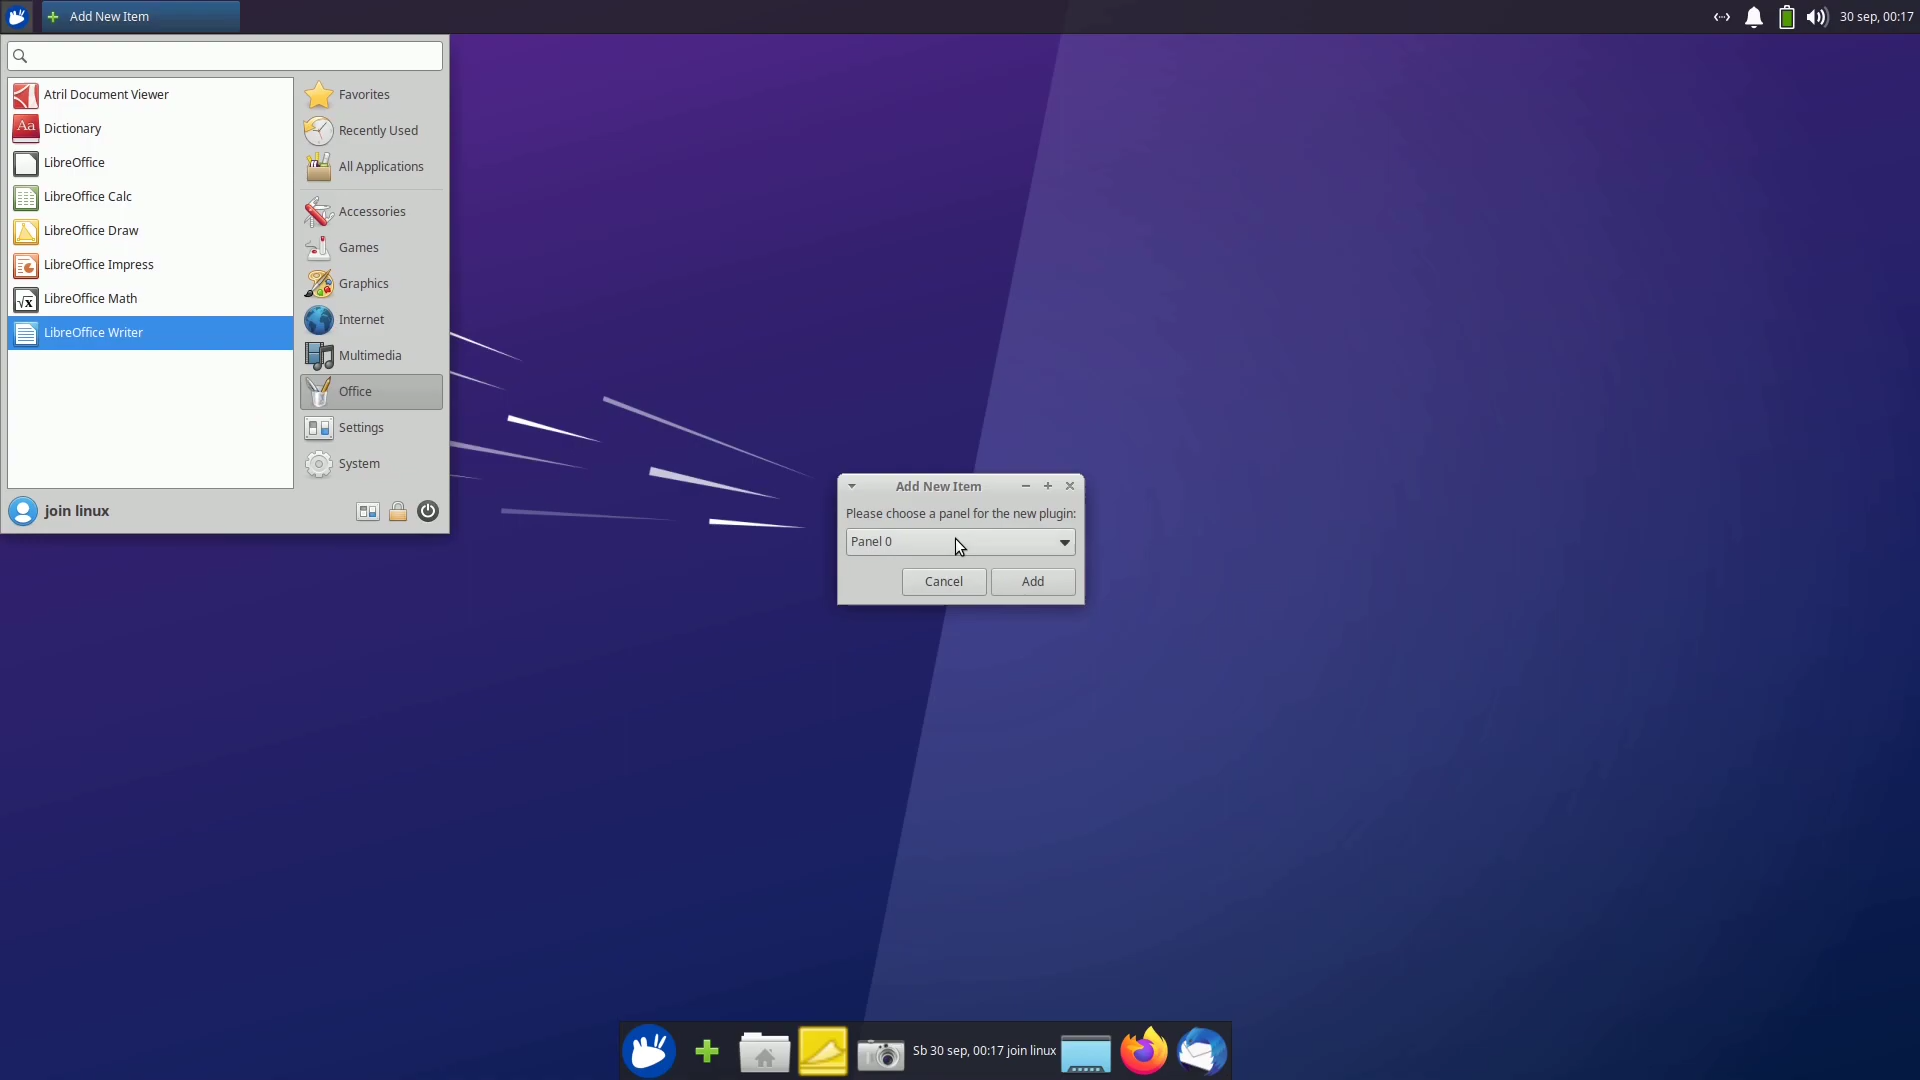 Add New Item
30 sep, 00:17
Atril Document Viewer
Dictionary
LibreOffice
LibreOffice Calc
LibreOffice Draw
LibreOffice Impress
LibreOffice Math
LibreOffice Writer
Favorites
Recently Used
All Applications
Accessories
Games
Graphics
Internet
Multimedia
Office
Settings
System
join linux
Add New Item
Please choose a panel for the new plugin:
Panel 0
Cancel
Add
Sb 30 sep, 00:17 join linux